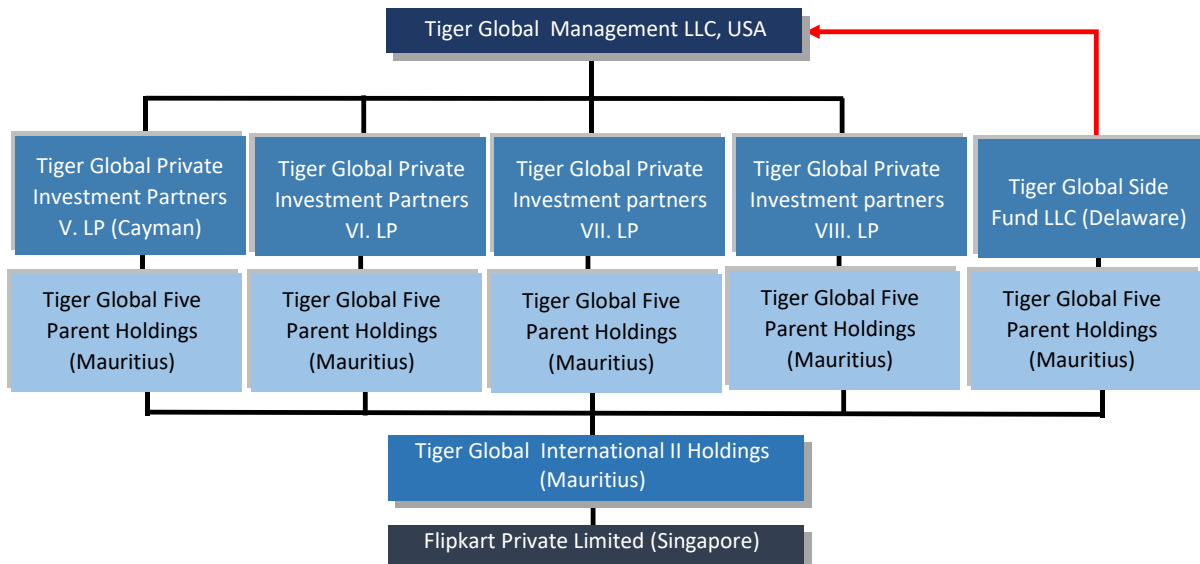 Tiger Global  Management LLC, USA
Tiger Global Private
Investment Partners
V. LP (Cayman)
Tiger Global Private
Investment Partners
VI. LP
Tiger Global Private
Investment partners
VII. LP
Tiger Global Private
Investment partners
VIII. LP
Tiger Global Side
Fund LLC (Delaware)
Tiger Global Five
Parent Holdings
(Mauritius)
Tiger Global Five
Parent Holdings
(Mauritius)
Tiger Global Five
Parent Holdings
(Mauritius)
Tiger Global Five
Parent Holdings
(Mauritius)
Tiger Global Five
Parent Holdings
(Mauritius)
Tiger Global  International II Holdings
(Mauritius)
Flipkart Private Limited (Singapore)